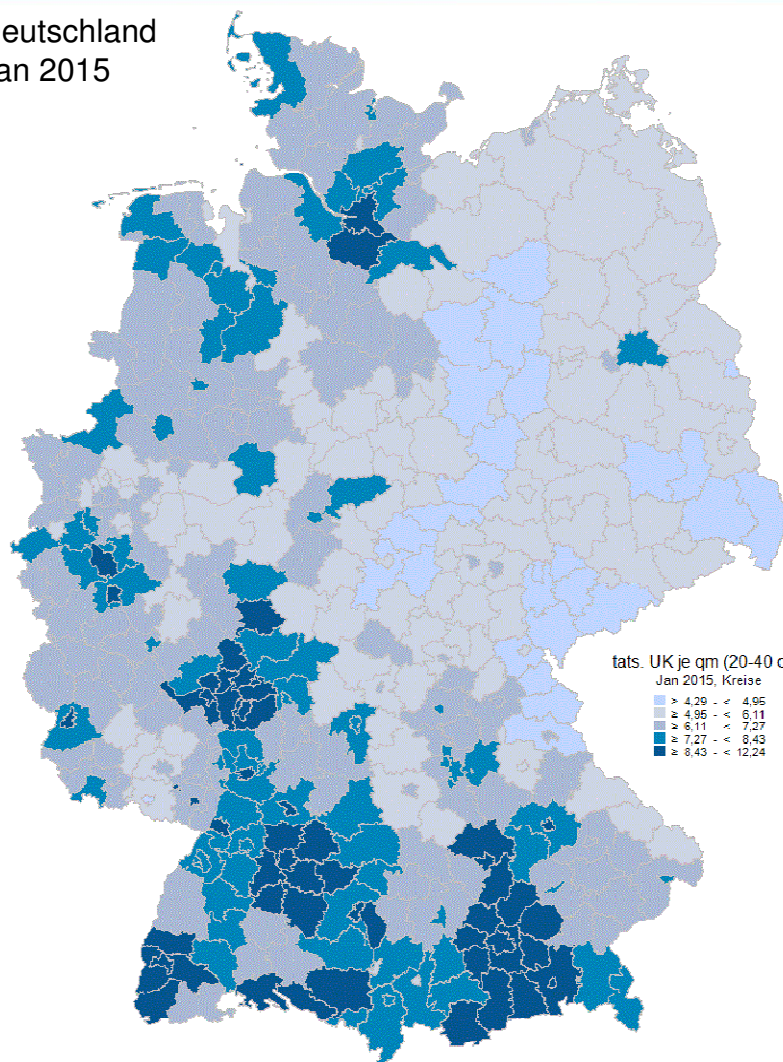 eutschland
an 2015
tats. UK je qm (20-40 q
Jan 2015, Kreise
> 4,29 - < 4,95
≥ 4,95 - < 6,11
≥ 6,11 - < 7,27
≥ 7,27 - < 8,43
≥ 8,43 - < 12,24